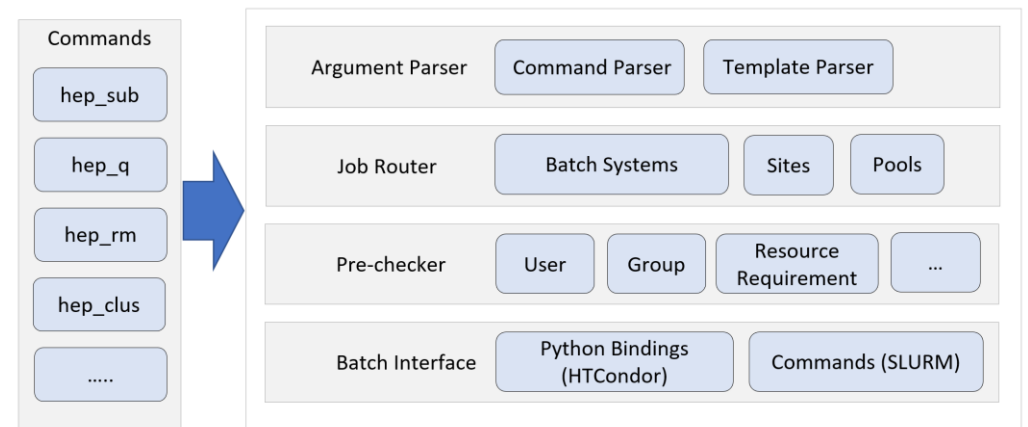 Commands
hep_sub
hep_q
hep_rm
hep_clus
.....
Argument Parser
Command Parser
Template Parser
Job Router
Batch Systems
Sites
Pools
Pre-checker
User
Group
Resource
Requirement
...
Batch Interface
Python Bindings
(HTCondor)
Commands (SLURM)